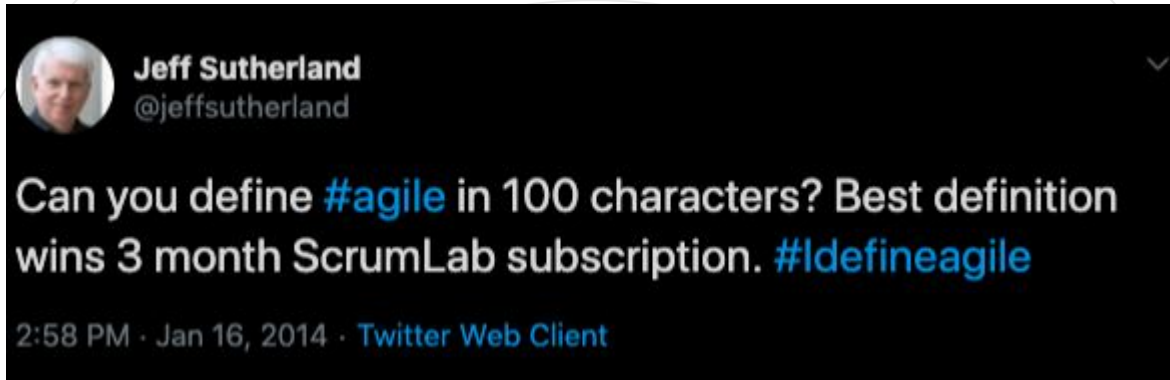 Jeff Sutherland
@jeffsutherland
Can you define #agile in 100 characters? Best definition
wins 3 month ScrumLab subscription. #Idefineagile
2:58 PM · Jan 16, 2014 · Twitter Web Client